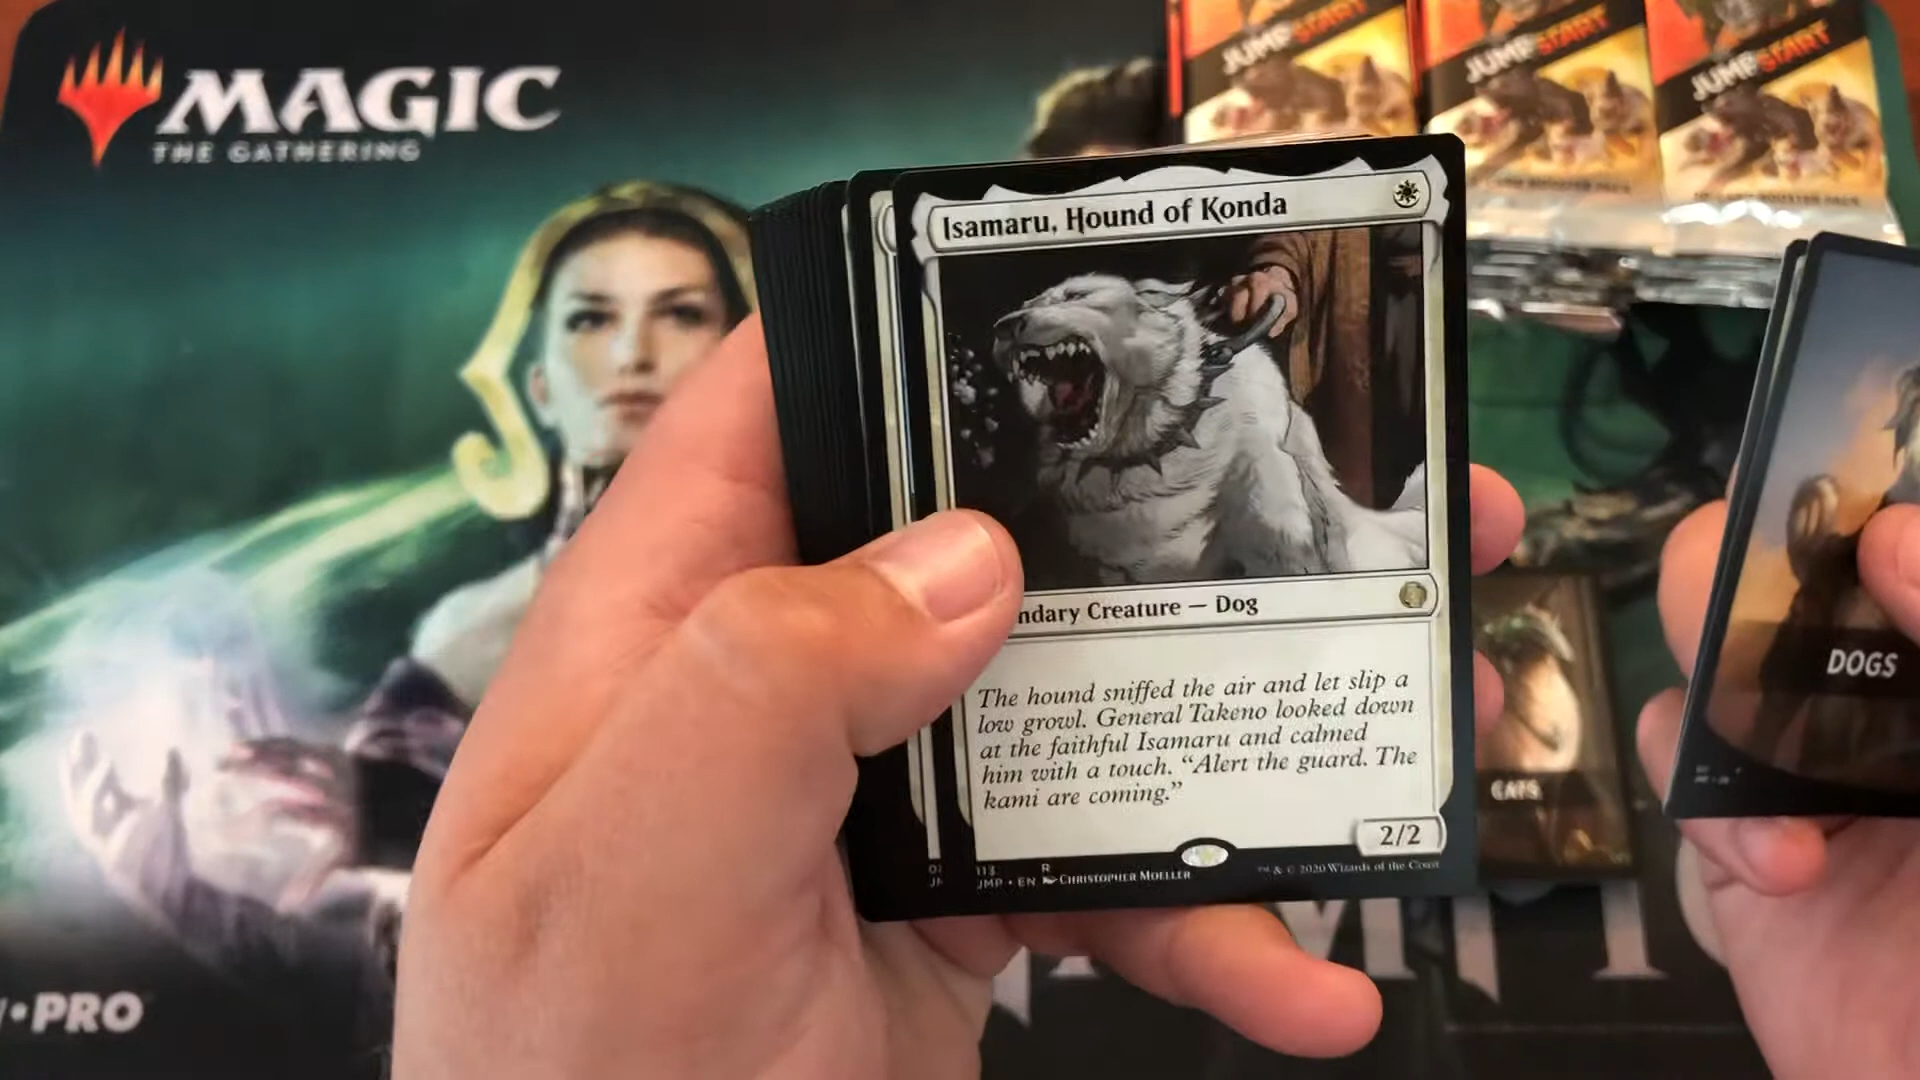 MAGIC
THE GATHERING
JUMPSTART
JUMPSTART
JUMPSTART
Isamaru, Hound of Konda
ndary Creature — Dog
The hound sniffed the air and let slip a
low growl. General Takeno looked down
at the faithful Isamaru and calmed
him with a touch. “Alert the guard. The
kami are coming.”
2/2
113 R
JMP • EN CHRISTOPHER MOELLER
™ & © 2020 Wizards of the Coast
DOGS
CATS
•PRO